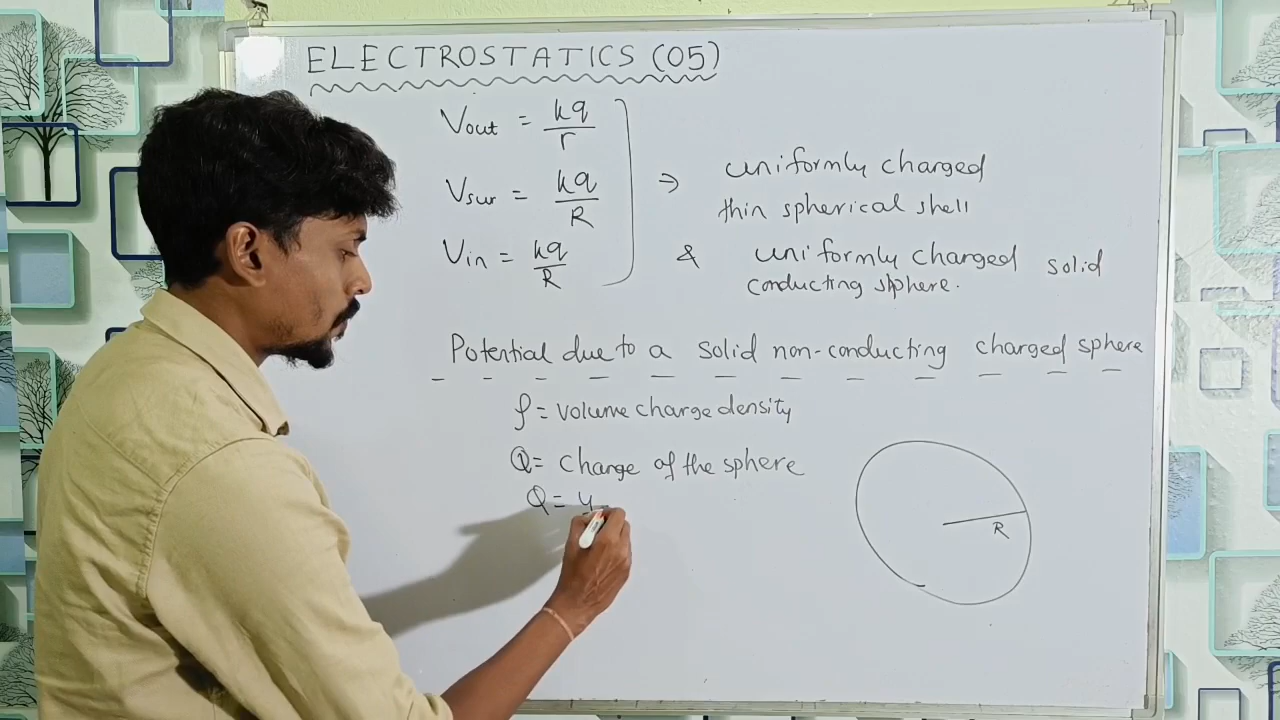 ELECTROSTATICS (05)
Vout = kq/r
Vsur = kq/R
Vin = kq/R
⇒ uniformly charged
thin spherical shell
& uniformly charged solid
conducting sphere.
Potential due to a solid non-conducting charged sphere
ρ = volume charge density
Q = charge of the sphere
Q = 4
R